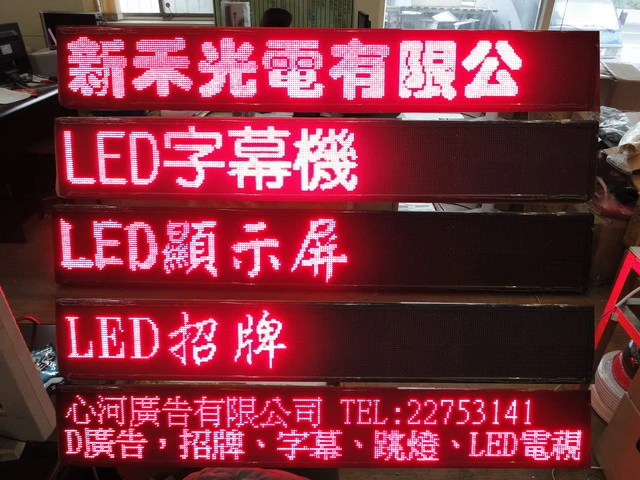 新禾光電有限公
LED字幕機
LED顯示屏
LED招牌
心河廣告有限公司 TEL:22753141
D廣告，招牌、字幕、跳燈、LED電視